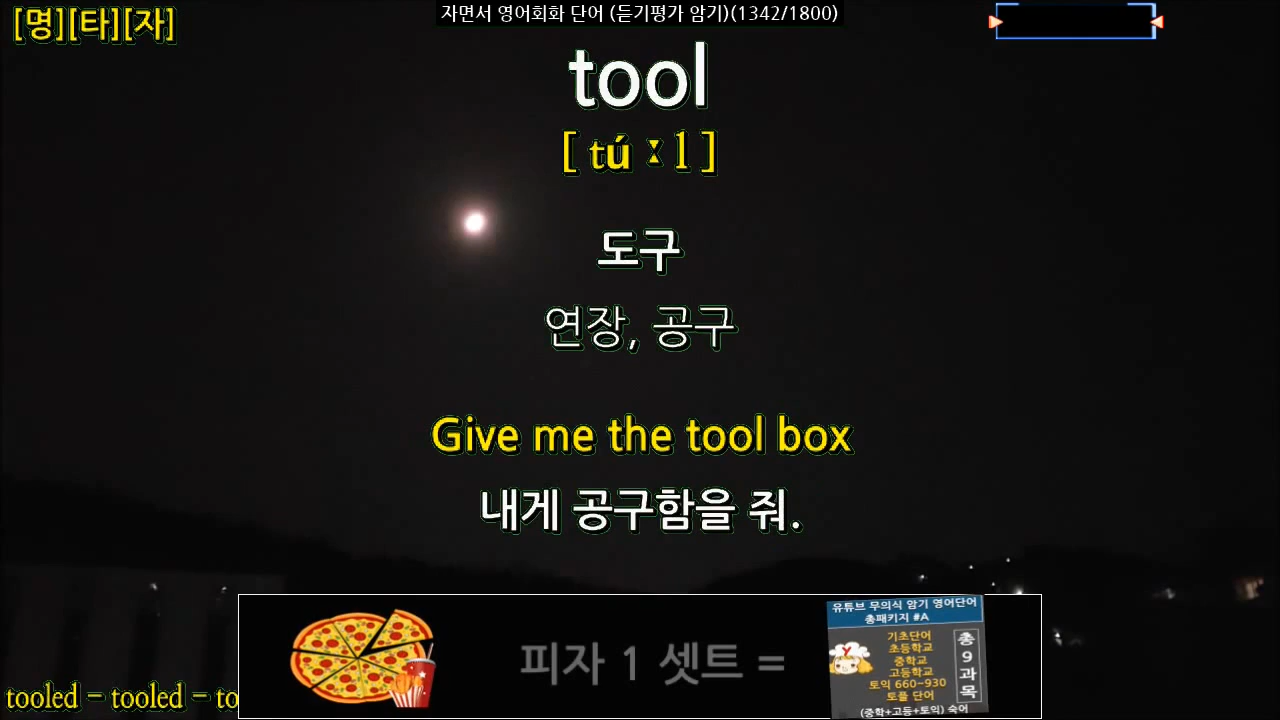 [명][타][자]
자면서 영어회화 단어 (듣기평가 암기)(1342/1800)
tool
[ tú ː l ]
도구
연장, 공구
Give me the tool box
내게 공구함을 줘.
피자 1 셋트 =
유튜브 무의식 암기 영어단어
총패키지 #A
기초단어
초등학교
중학교
고등학교
토익 660~930
토플 단어
총 9 과목
(중학+고등+토익) 숙어
tooled - tooled - to